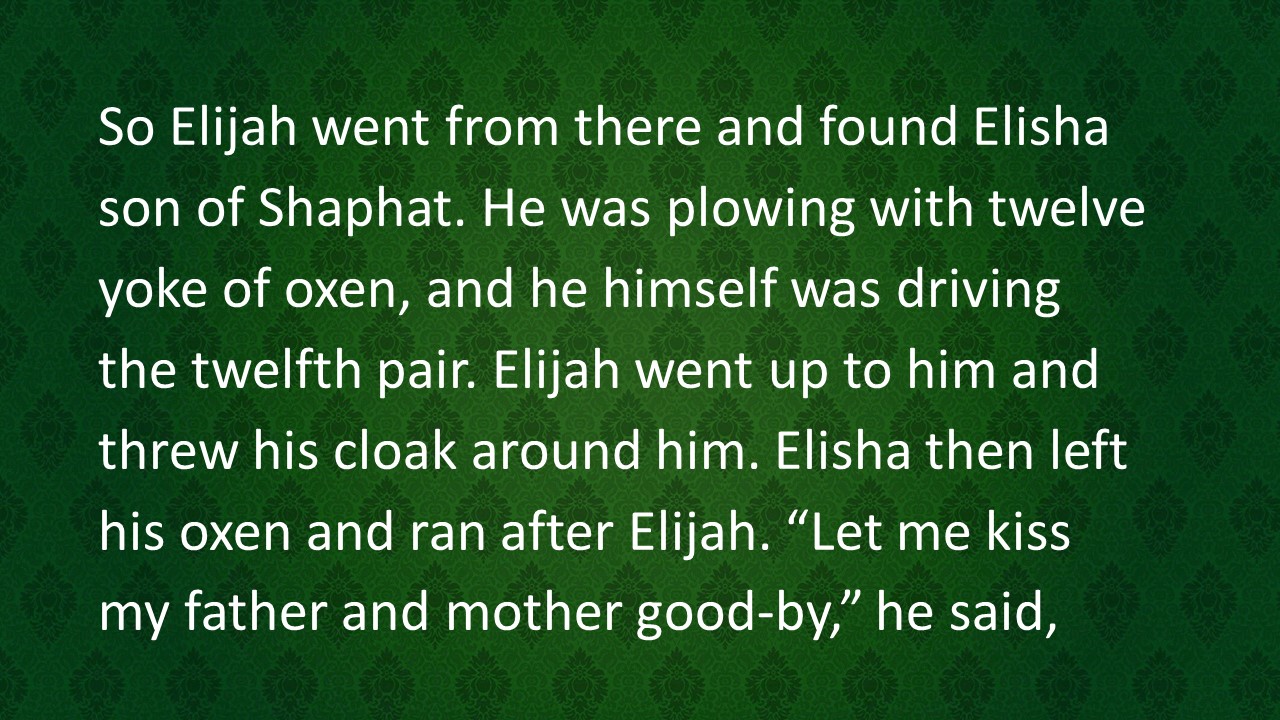 So Elijah went from there and found Elisha
son of Shaphat. He was plowing with twelve
yoke of oxen, and he himself was driving
the twelfth pair. Elijah went up to him and
threw his cloak around him. Elisha then left
his oxen and ran after Elijah. “Let me kiss
my father and mother good-by,” he said,